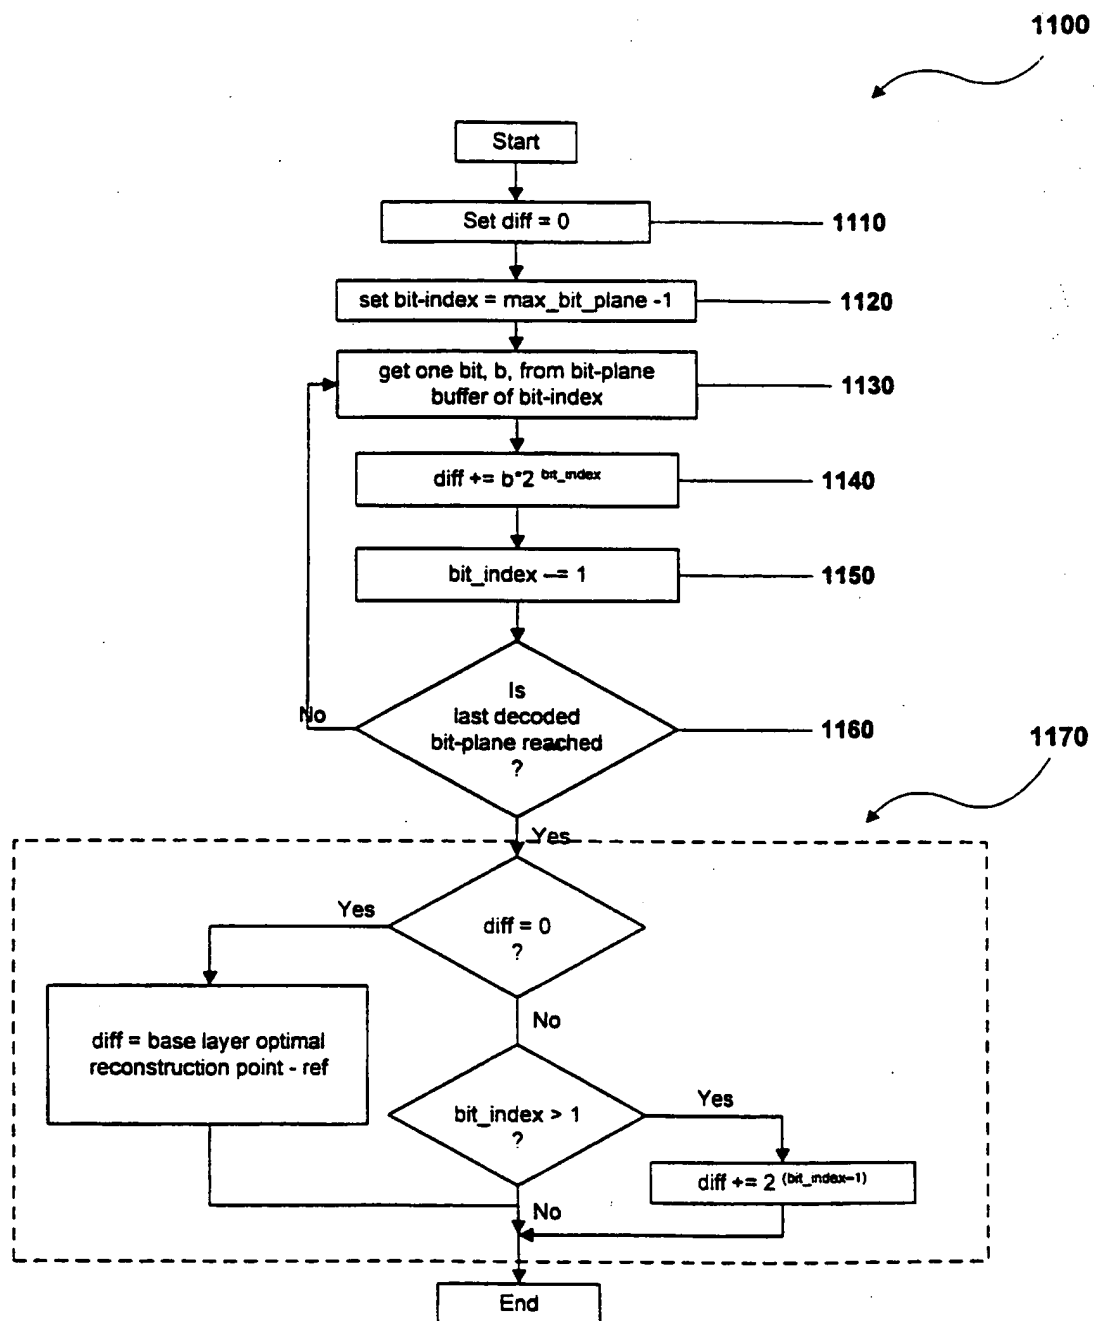 1100
Start
Set diff = 0
1110
set bit-index = max_bit_plane -1
1120
get one bit, b, from bit-plane
buffer of bit-index
1130
diff += b*2 bit_index
1140
bit_index -= 1
1150
Is
last decoded
bit-plane reached
?
No
1160
1170
Yes
diff = 0
?
Yes
No
diff = base layer optimal
reconstruction point - ref
bit_index > 1
?
Yes
diff += 2 (bit_index-1)
No
End